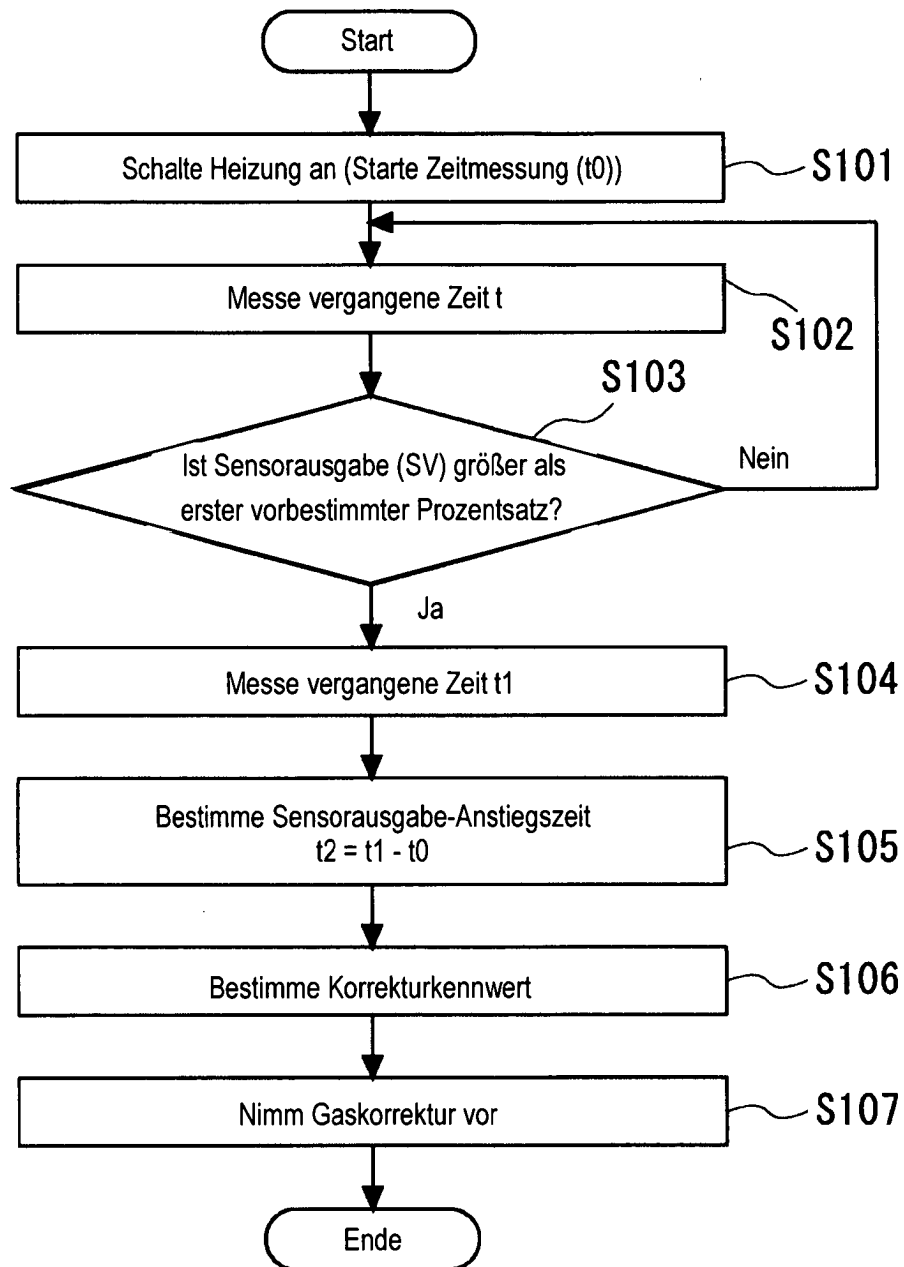 Start
Schalte Heizung an (Starte Zeitmessung (t0))
S101
Messe vergangene Zeit t
S102
S103
Ist Sensorausgabe (SV) größer als
erster vorbestimmter Prozentsatz?
Nein
Ja
Messe vergangene Zeit t1
S104
Bestimme Sensorausgabe-Anstiegszeit
t2 = t1 - t0
S105
Bestimme Korrekturkennwert
S106
Nimm Gaskorrektur vor
S107
Ende